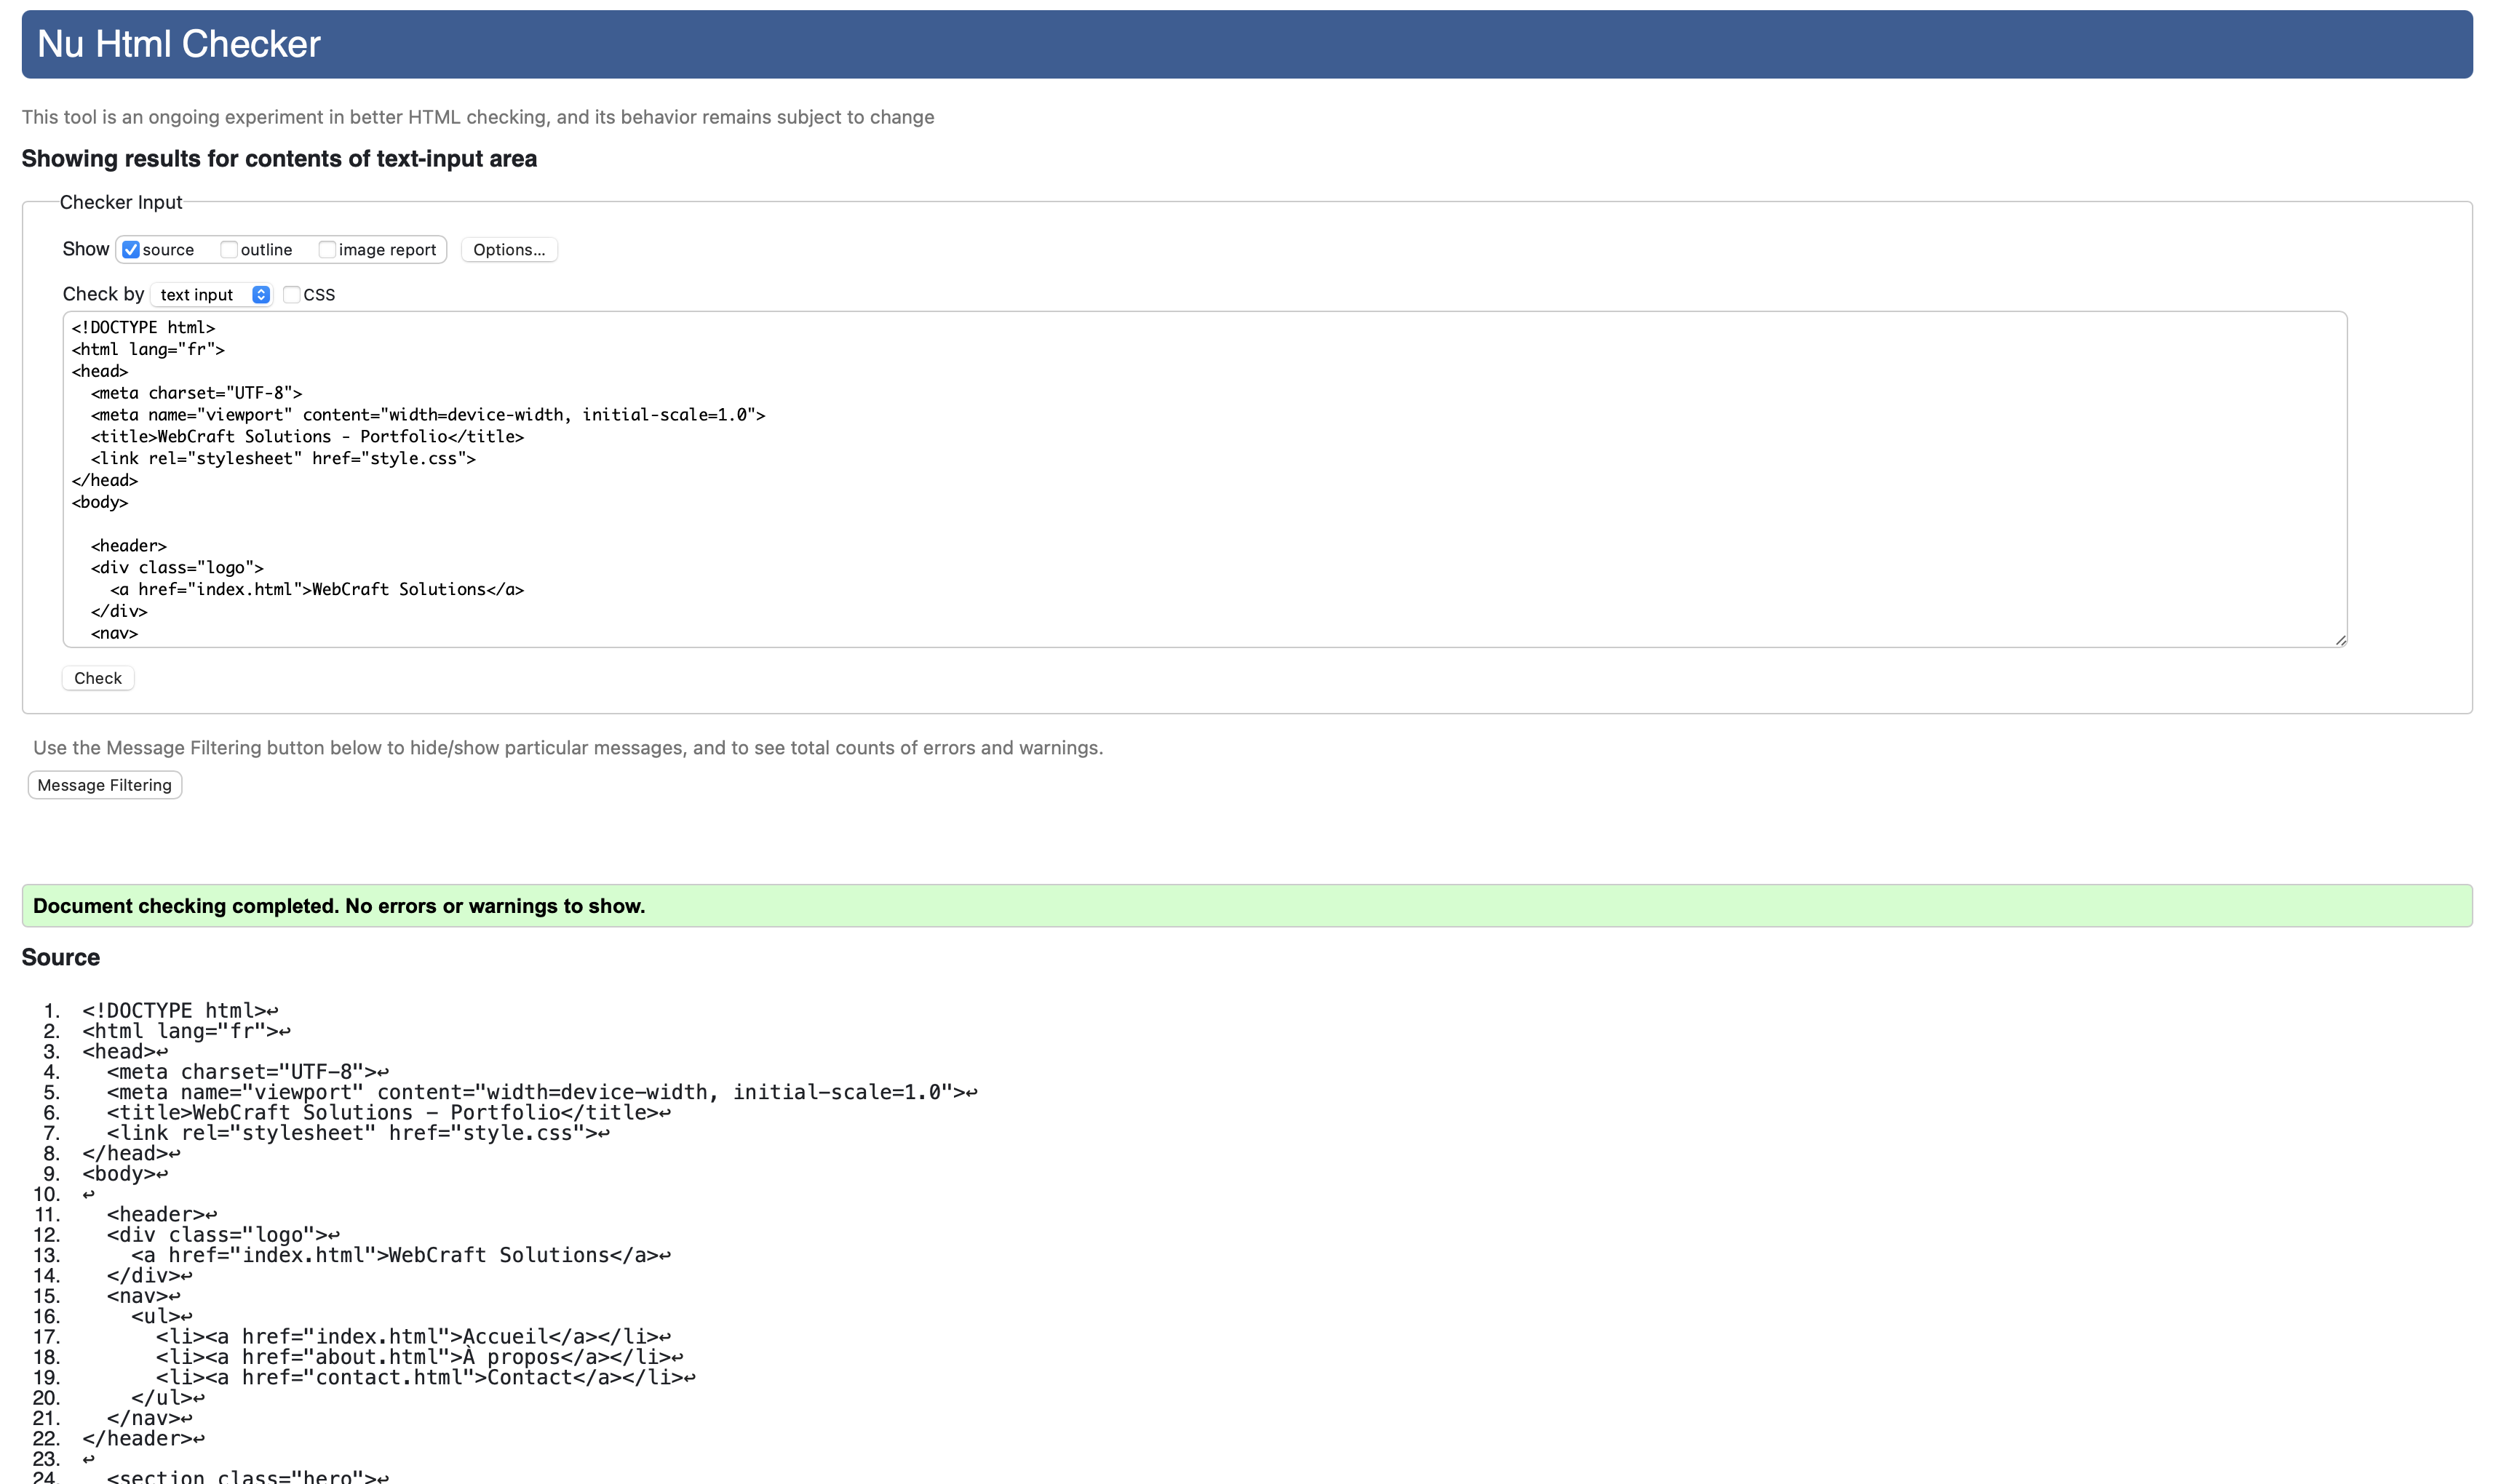 Nu Html Checker
This tool is an ongoing experiment in better HTML checking, and its behavior remains subject to change
Showing results for contents of text-input area
Checker Input
Show source outline image report Options...
Check by text input CSS
<!DOCTYPE html>
<html lang="fr">
<head>
  <meta charset="UTF-8">
  <meta name="viewport" content="width=device-width, initial-scale=1.0">
  <title>WebCraft Solutions - Portfolio</title>
  <link rel="stylesheet" href="style.css">
</head>
<body>

  <header>
  <div class="logo">
    <a href="index.html">WebCraft Solutions</a>
  </div>
  <nav>
Check
Use the Message Filtering button below to hide/show particular messages, and to see total counts of errors and warnings.
Message Filtering
Document checking completed. No errors or warnings to show.
Source
1. <!DOCTYPE html>↩
2. <html lang="fr">↩
3. <head>↩
4.   <meta charset="UTF-8">↩
5.   <meta name="viewport" content="width=device-width, initial-scale=1.0">↩
6.   <title>WebCraft Solutions - Portfolio</title>↩
7.   <link rel="stylesheet" href="style.css">↩
8. </head>↩
9. <body>↩
10. ↩
11.   <header>↩
12.   <div class="logo">↩
13.     <a href="index.html">WebCraft Solutions</a>↩
14.   </div>↩
15.   <nav>↩
16.     <ul>↩
17.       <li><a href="index.html">Accueil</a></li>↩
18.       <li><a href="about.html">À propos</a></li>↩
19.       <li><a href="contact.html">Contact</a></li>↩
20.     </ul>↩
21.   </nav>↩
22. </header>↩
23. ↩
24.   <section class="hero">↩